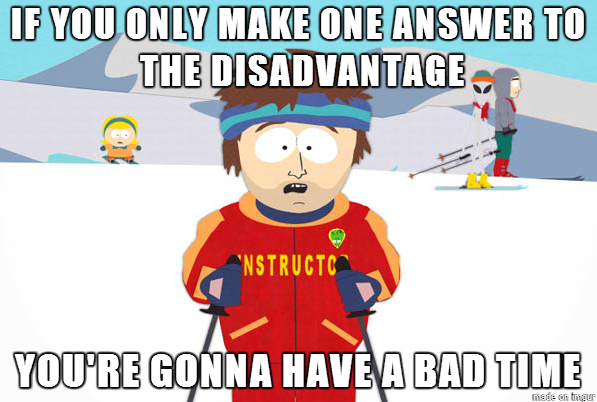 IF YOU ONLY MAKE ONE ANSWER TO
THE DISADVANTAGE
INSTRUCTO
YOU'RE GONNA HAVE A BAD TIME
made on imgur